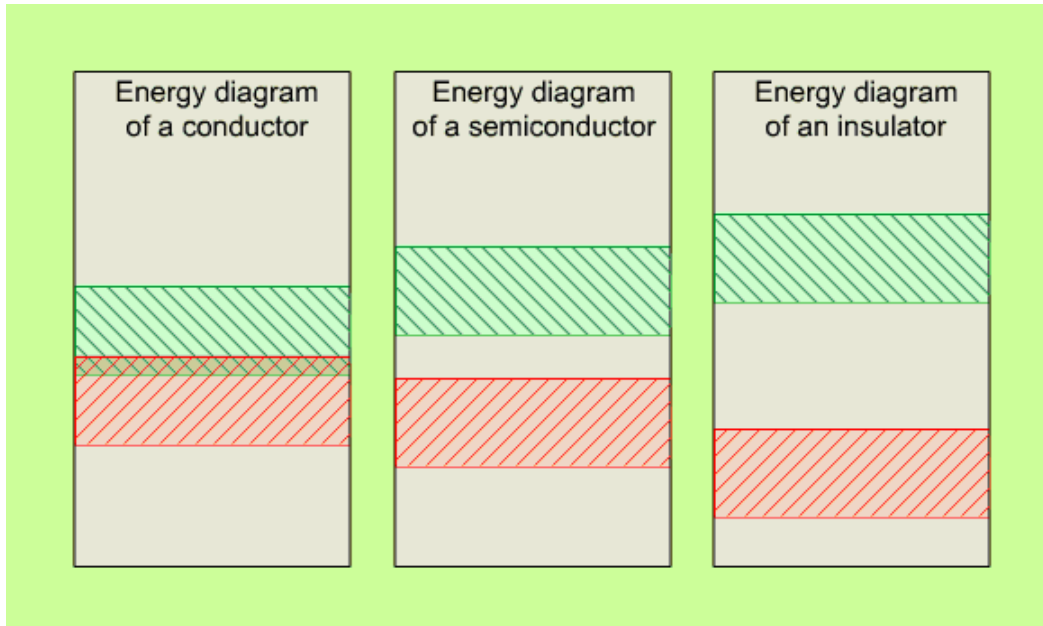 Energy diagram
of a conductor
Energy diagram
of a semiconductor
Energy diagram
of an insulator